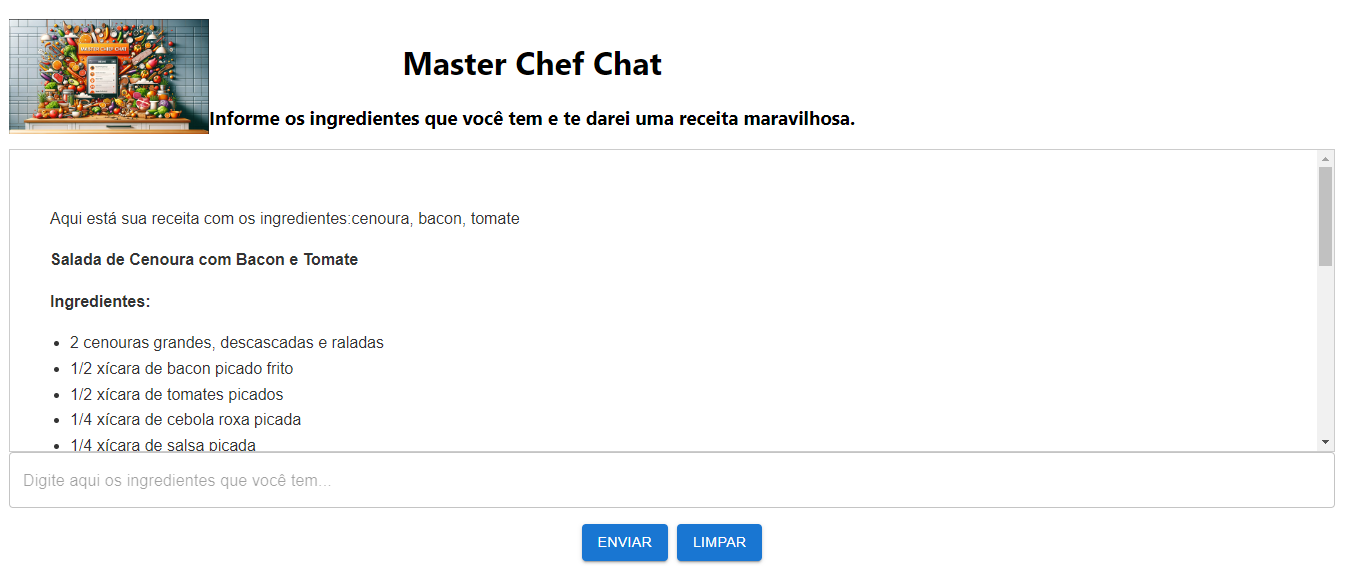 MASTER CHEF CHAT
Master Chef Chat
Informe os ingredientes que você tem e te darei uma receita maravilhosa.
Aqui está sua receita com os ingredientes:cenoura, bacon, tomate
Salada de Cenoura com Bacon e Tomate
Ingredientes:
• 2 cenouras grandes, descascadas e raladas
• 1/2 xícara de bacon picado frito
• 1/2 xícara de tomates picados
• 1/4 xícara de cebola roxa picada
• 1/4 xícara de salsa picada
Digite aqui os ingredientes que você tem...
ENVIAR LIMPAR